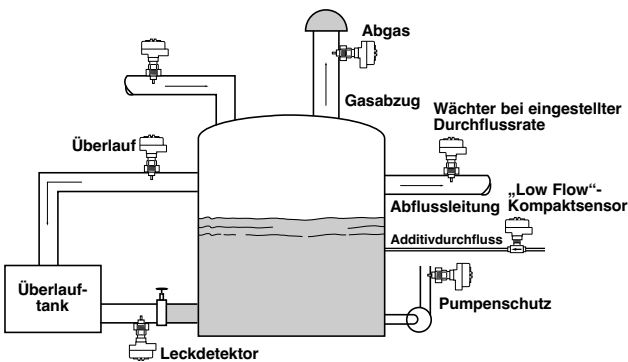 Abgas
Gasabzug
Wächter bei eingestellter
Durchflussrate
Überlauf
„Low Flow“-
Kompaktsensor
Abflussleitung
Additivdurchfluss
Überlauf-
tank
Pumpenschutz
Leckdetektor